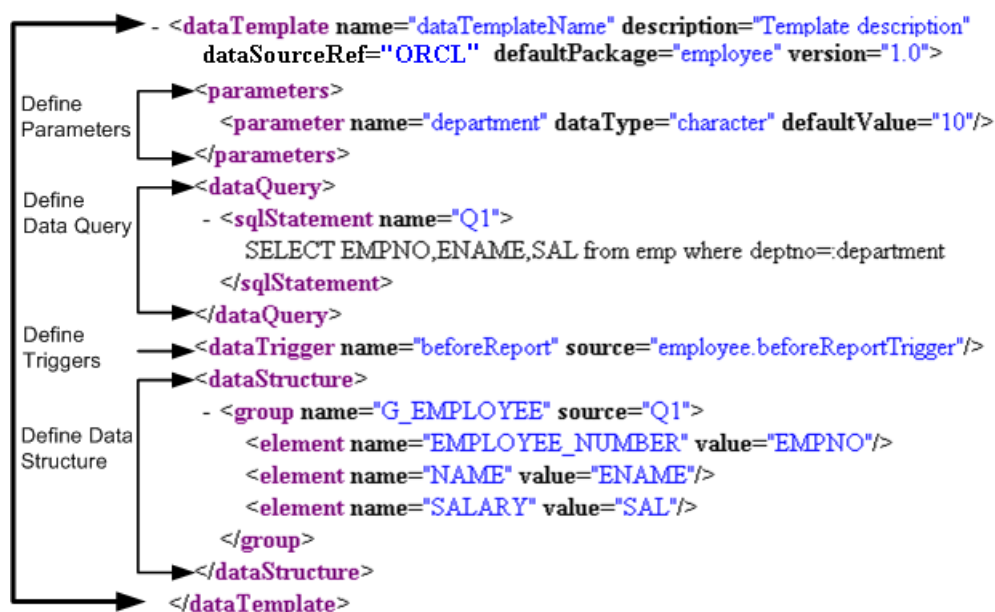 - <dataTemplate name="dataTemplateName" description="Template description"
dataSourceRef="ORCL" defaultPackage="employee" version="1.0">
<parameters>
Define
Parameters
<parameter name="department" dataType="character" defaultValue="10"/>
</parameters>
<dataQuery>
Define
Data Query
- <sqlStatement name="Q1">
SELECT EMPNO,ENAME,SAL from emp where deptno=:department
</sqlStatement>
</dataQuery>
Define
Triggers
<dataTrigger name="beforeReport" source="employee.beforeReportTrigger"/>
<dataStructure>
- <group name="G_EMPLOYEE" source="Q1">
Define Data
Structure
<element name="EMPLOYEE_NUMBER" value="EMPNO"/>
<element name="NAME" value="ENAME"/>
<element name="SALARY" value="SAL"/>
</group>
</dataStructure>
</dataTemplate>